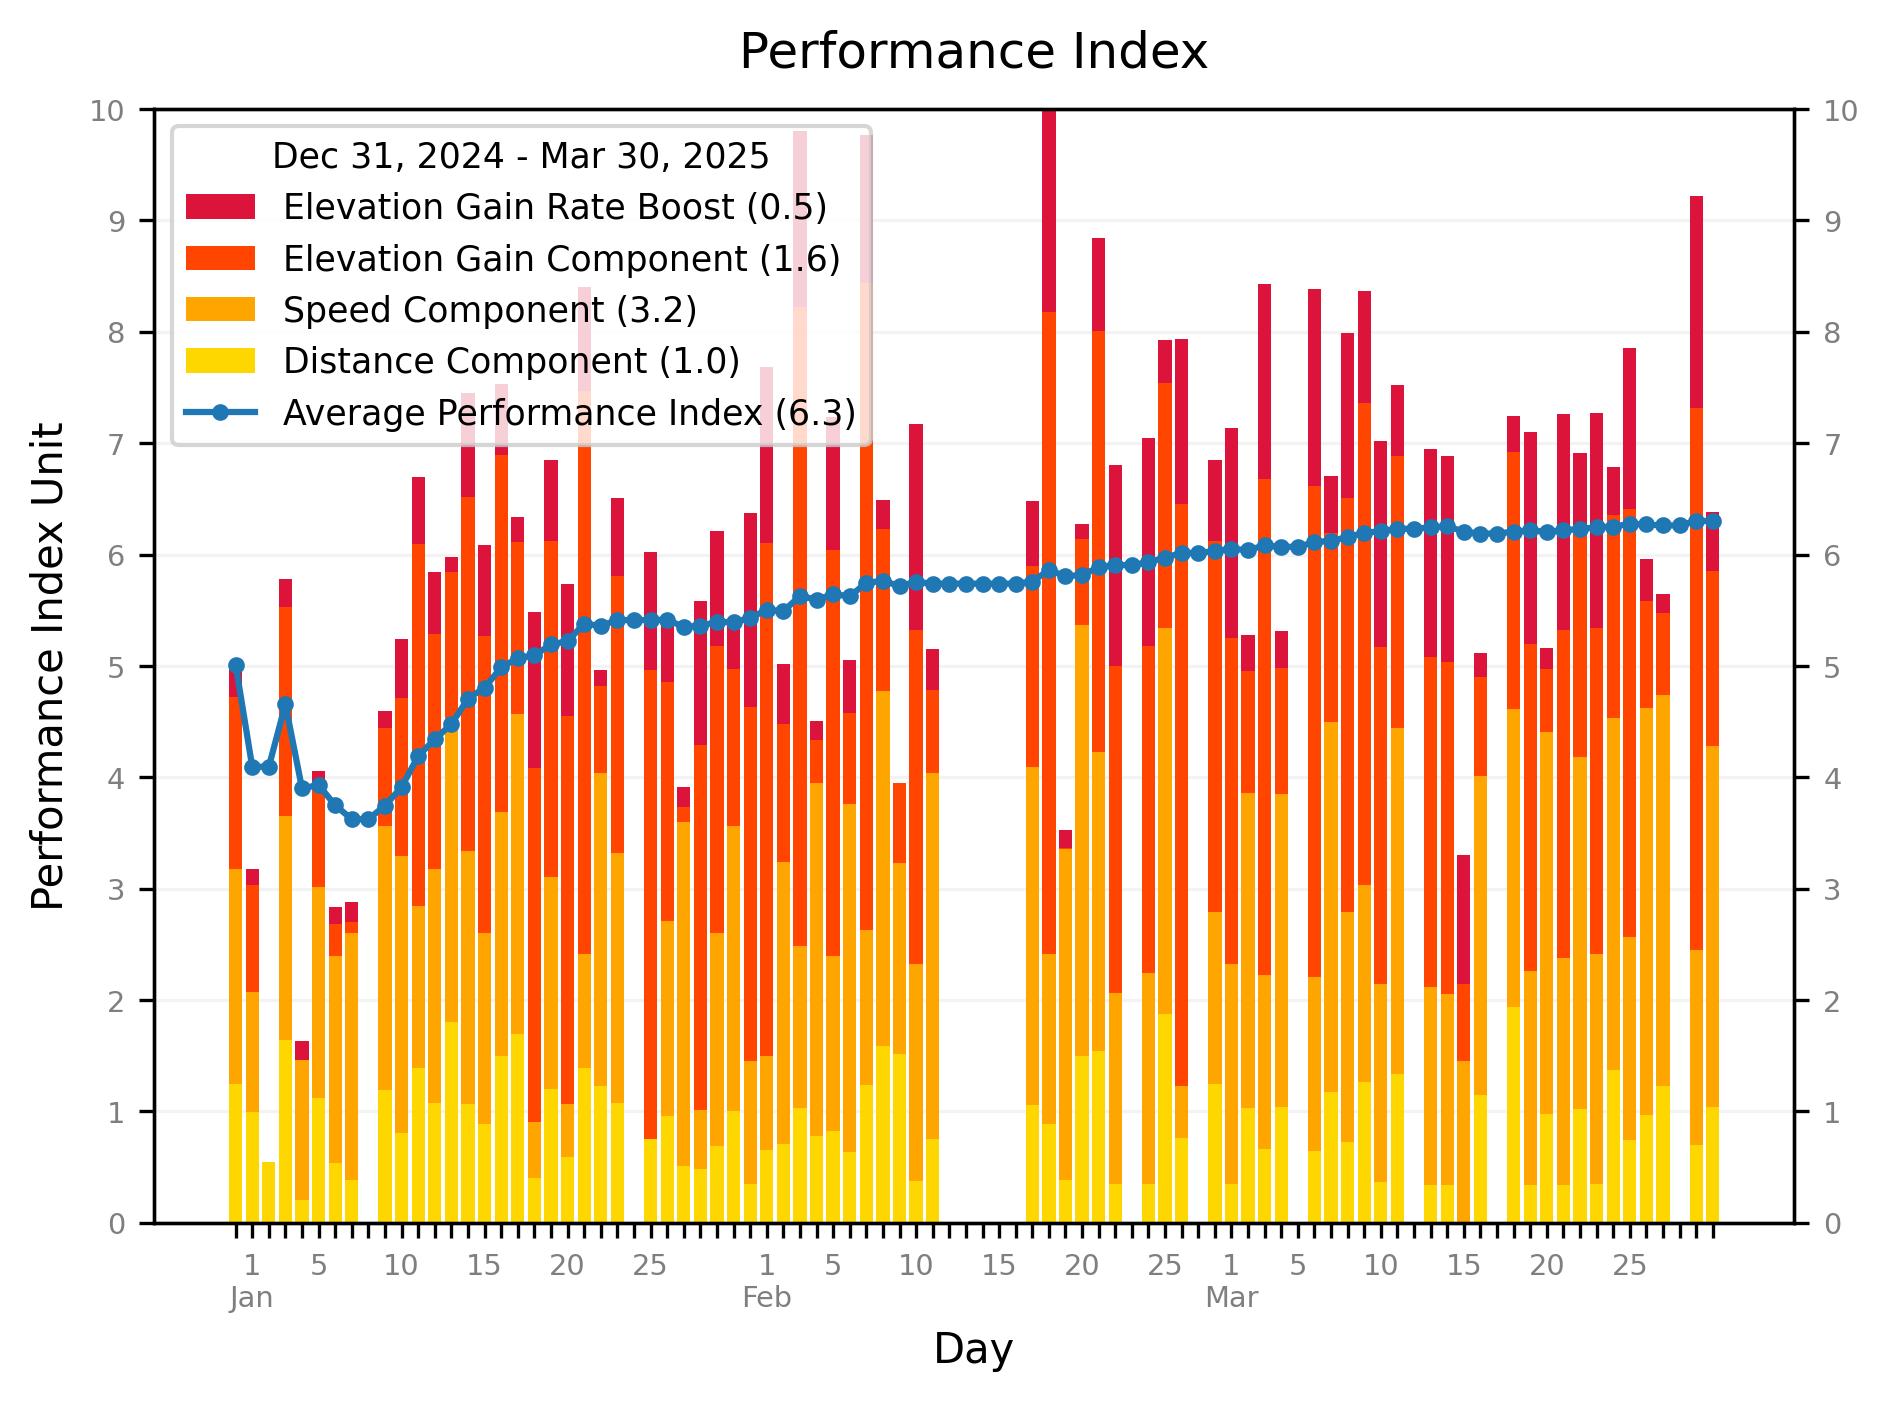 Performance Index
Dec 31, 2024 - Mar 30, 2025
Elevation Gain Rate Boost (0.5)
Elevation Gain Component (1.6)
Speed Component (3.2)
Distance Component (1.0)
Average Performance Index (6.3)
Performance Index Unit
10 10
9 9
8 8
7 7
6 6
5 5
4 4
3 3
2 2
1 1
0 0
1 5 10 15 20 25 1 5 10 15 20 25 1 5 10 15 20 25
Jan Feb Mar
Day